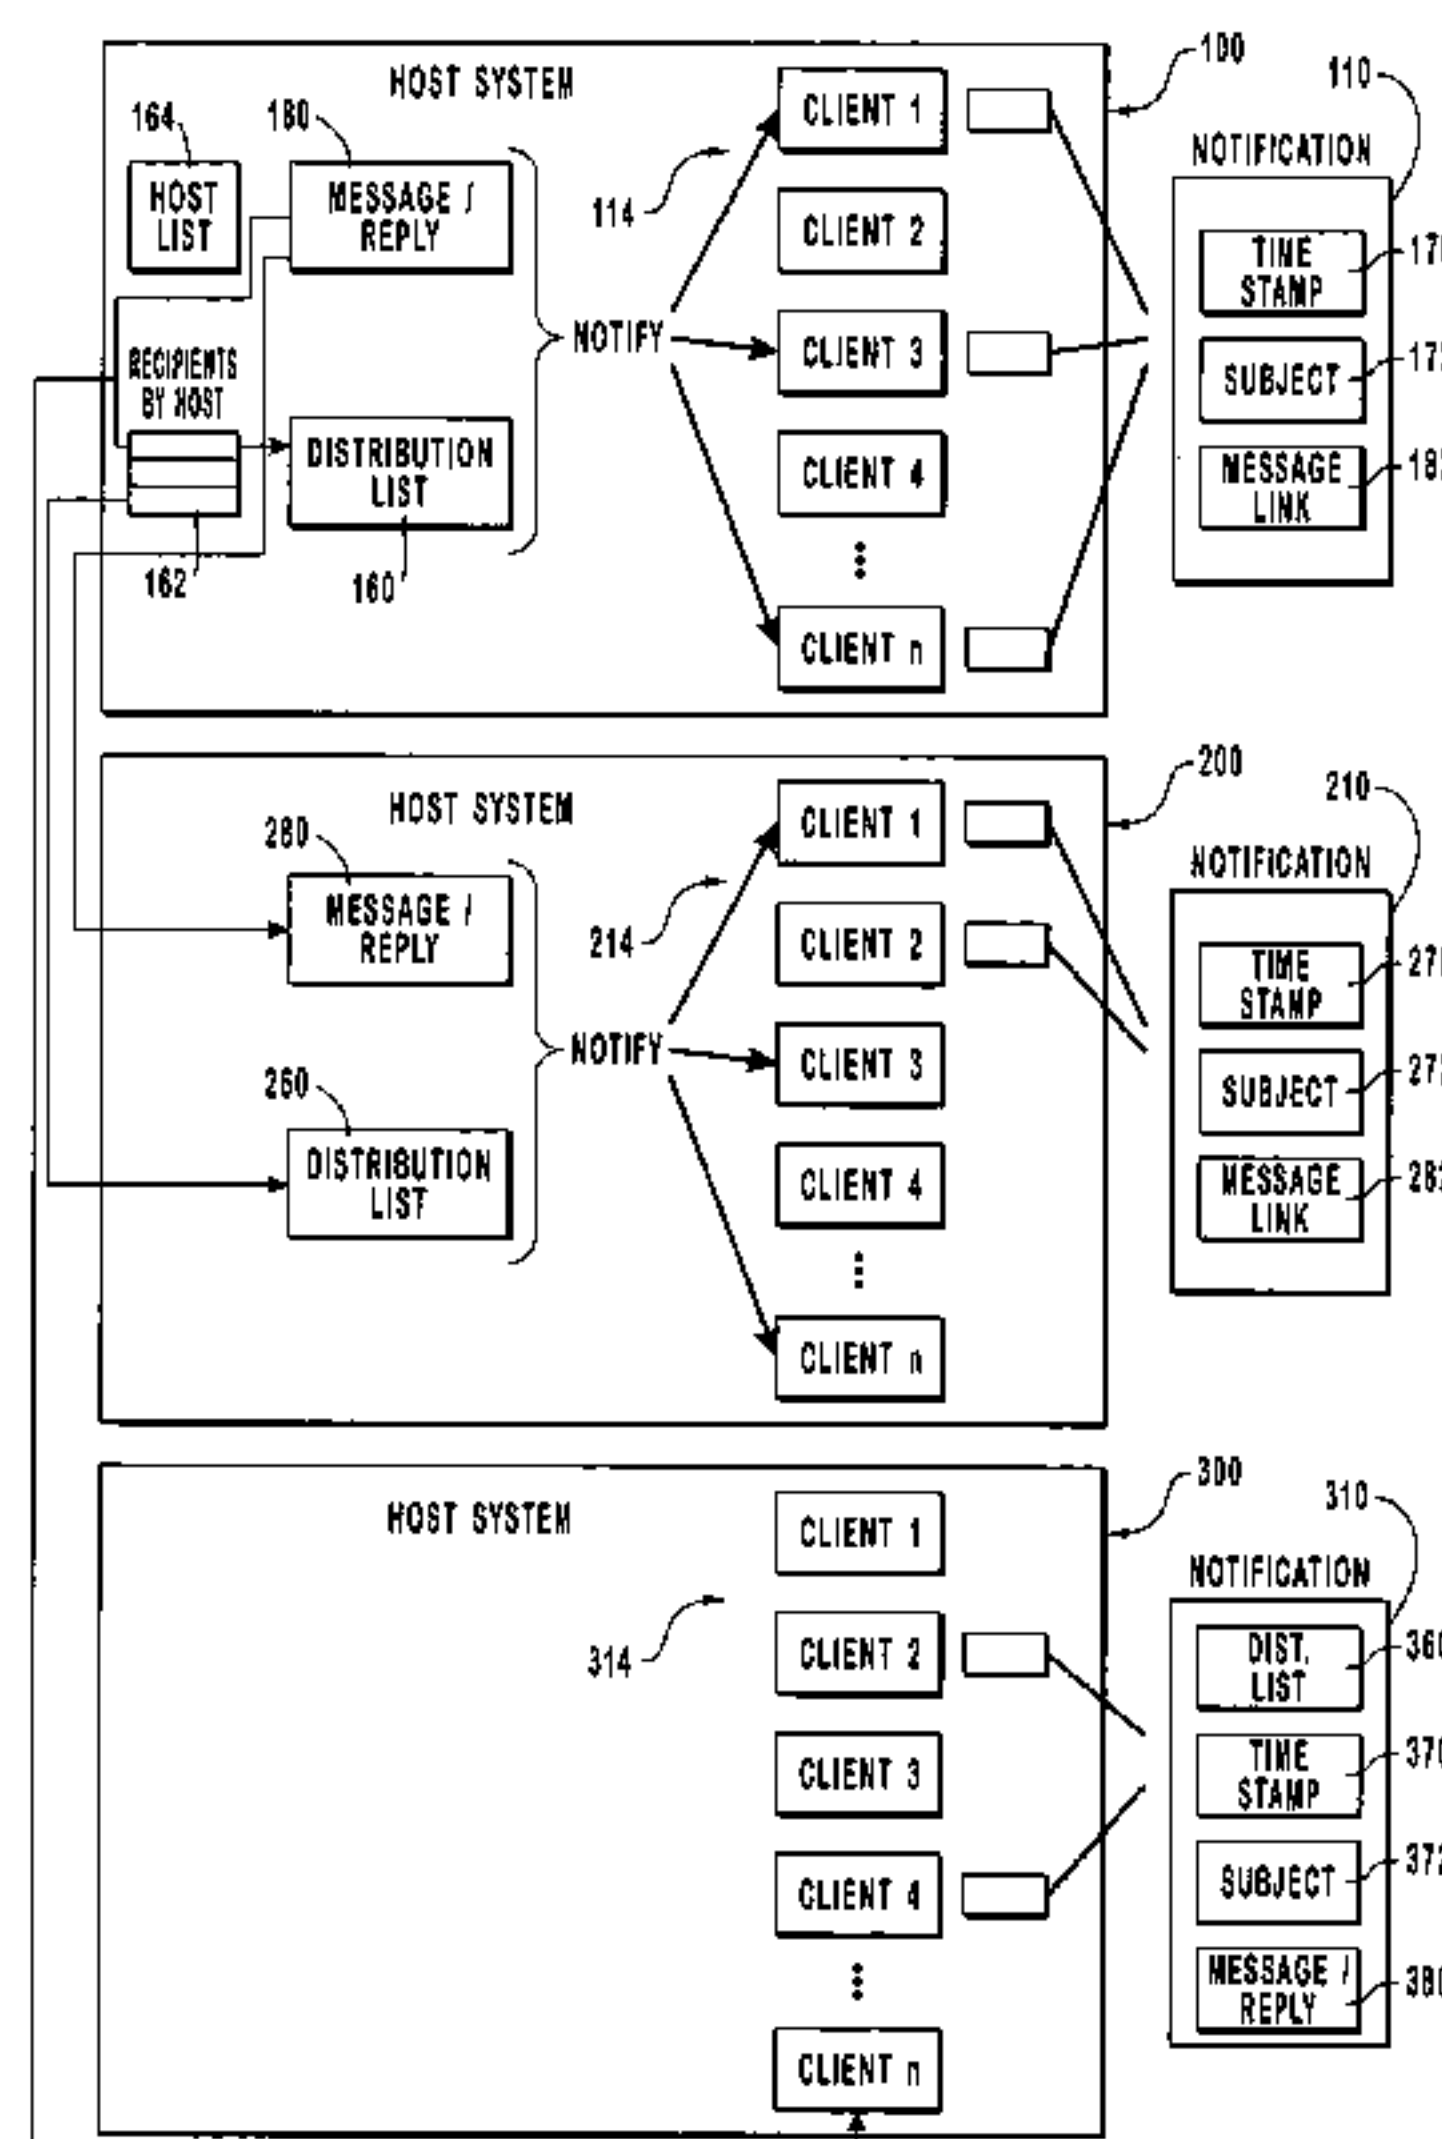 HOST SYSTEM
100
110
164
180
CLIENT 1
NOTIFICATION
HOST
LIST
MESSAGE /
REPLY
114
CLIENT 2
TIME
STAMP
NOTIFY
CLIENT 3
RECIPIENTS
BY HOST
SUBJECT
DISTRIBUTION
LIST
CLIENT 4
MESSAGE
LINK
162
160
CLIENT n
HOST SYSTEM
200
210
280
CLIENT 1
NOTIFICATION
MESSAGE /
REPLY
214
CLIENT 2
TIME
STAMP
NOTIFY
CLIENT 3
260
SUBJECT
DISTRIBUTION
LIST
CLIENT 4
MESSAGE
LINK
CLIENT n
HOST SYSTEM
300
310
CLIENT 1
NOTIFICATION
314
CLIENT 2
DIST.
LIST
CLIENT 3
TIME
STAMP
CLIENT 4
SUBJECT
372
MESSAGE /
REPLY
CLIENT n